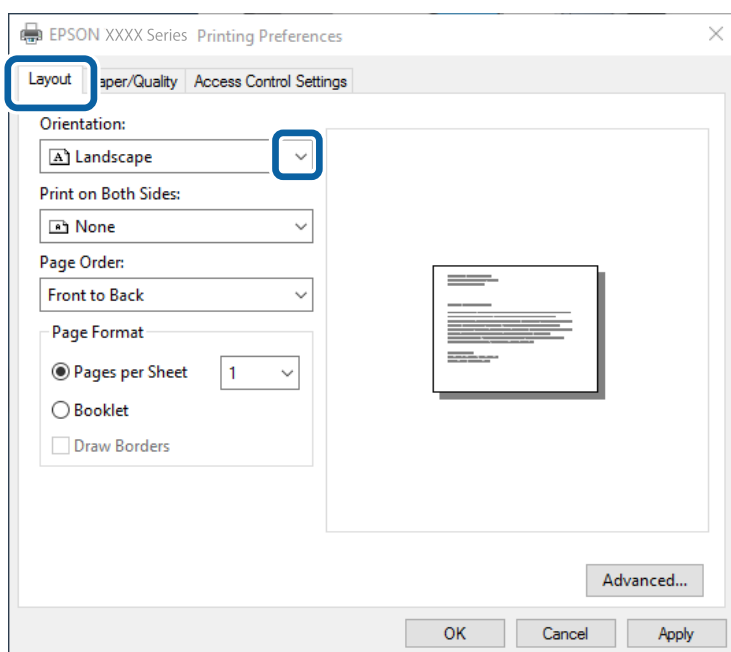 EPSON XXXX Series Printing Preferences
Layout aper/Quality Access Control Settings
Orientation:
Landscape
Print on Both Sides:
None
Page Order:
Front to Back
Page Format
Pages per Sheet 1
Booklet
Draw Borders
Advanced...
OK Cancel Apply